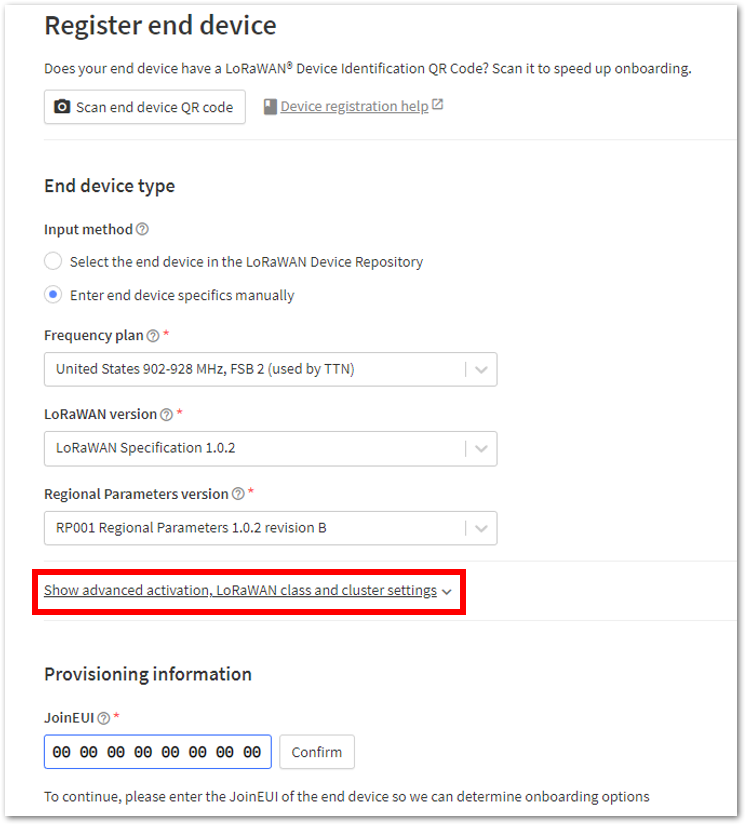 Register end device
Does your end device have a LoRaWAN® Device Identification QR Code? Scan it to speed up onboarding.
Scan end device QR code Device registration help
End device type
Input method
Select the end device in the LoRaWAN Device Repository
Enter end device specifics manually
Frequency plan *
United States 902-928 MHz, FSB 2 (used by TTN)
LoRaWAN version *
LoRaWAN Specification 1.0.2
Regional Parameters version *
RP001 Regional Parameters 1.0.2 revision B
Show advanced activation, LoRaWAN class and cluster settings
Provisioning information
JoinEUI *
00 00 00 00 00 00 00 00 Confirm
To continue, please enter the JoinEUI of the end device so we can determine onboarding options